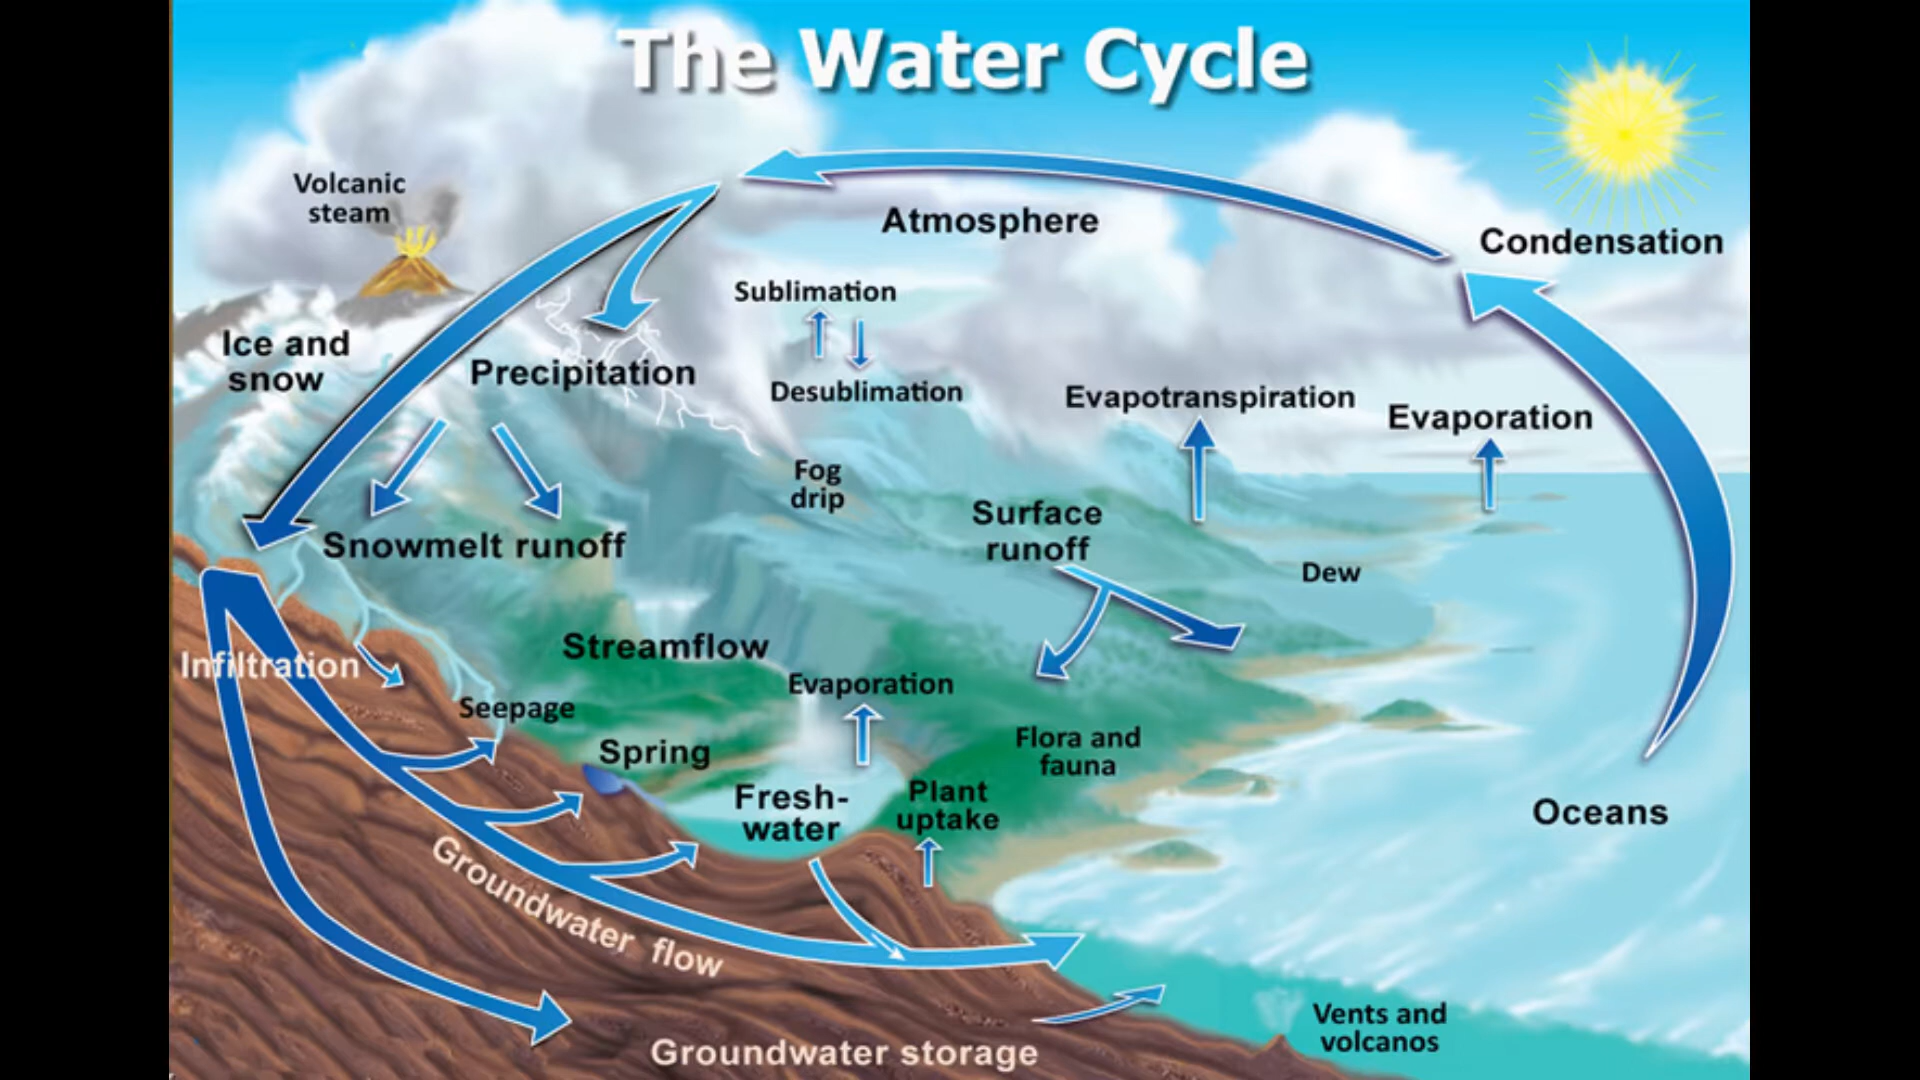 The Water Cycle
Volcanic
steam
Atmosphere
Condensation
Sublimation
Ice and
snow
Precipitation
Desublimation
Evapotranspiration
Evaporation
Fog
drip
Surface
runoff
Snowmelt runoff
Dew
Streamflow
Infiltration
Evaporation
Seepage
Spring
Flora and
fauna
Fresh-
water
Plant
uptake
Oceans
Groundwater flow
Vents and
volcanos
Groundwater storage